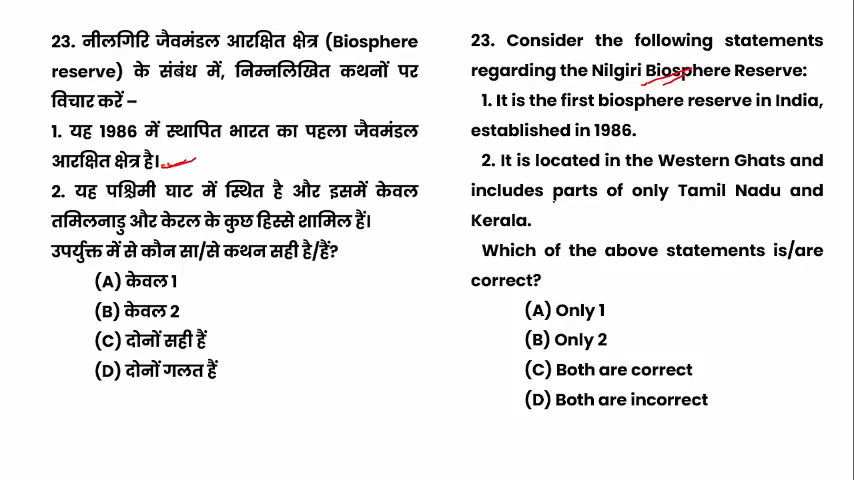 23. नीलगिरि जैवमंडल आरक्षित क्षेत्र (Biosphere
reserve) के संबंध में, निम्नलिखित कथनों पर
विचार करें –
1. यह 1986 में स्थापित भारत का पहला जैवमंडल
आरक्षित क्षेत्र है।
2. यह पश्चिमी घाट में स्थित है और इसमें केवल
तमिलनाडु और केरल के कुछ हिस्से शामिल हैं।
उपर्युक्त में से कौन सा/से कथन सही है/हैं?
(A) केवल 1
(B) केवल 2
(C) दोनों सही हैं
(D) दोनों गलत हैं
23. Consider the following statements
regarding the Nilgiri Biosphere Reserve:
1. It is the first biosphere reserve in India,
established in 1986.
2. It is located in the Western Ghats and
includes parts of only Tamil Nadu and
Kerala.
Which of the above statements is/are
correct?
(A) Only 1
(B) Only 2
(C) Both are correct
(D) Both are incorrect